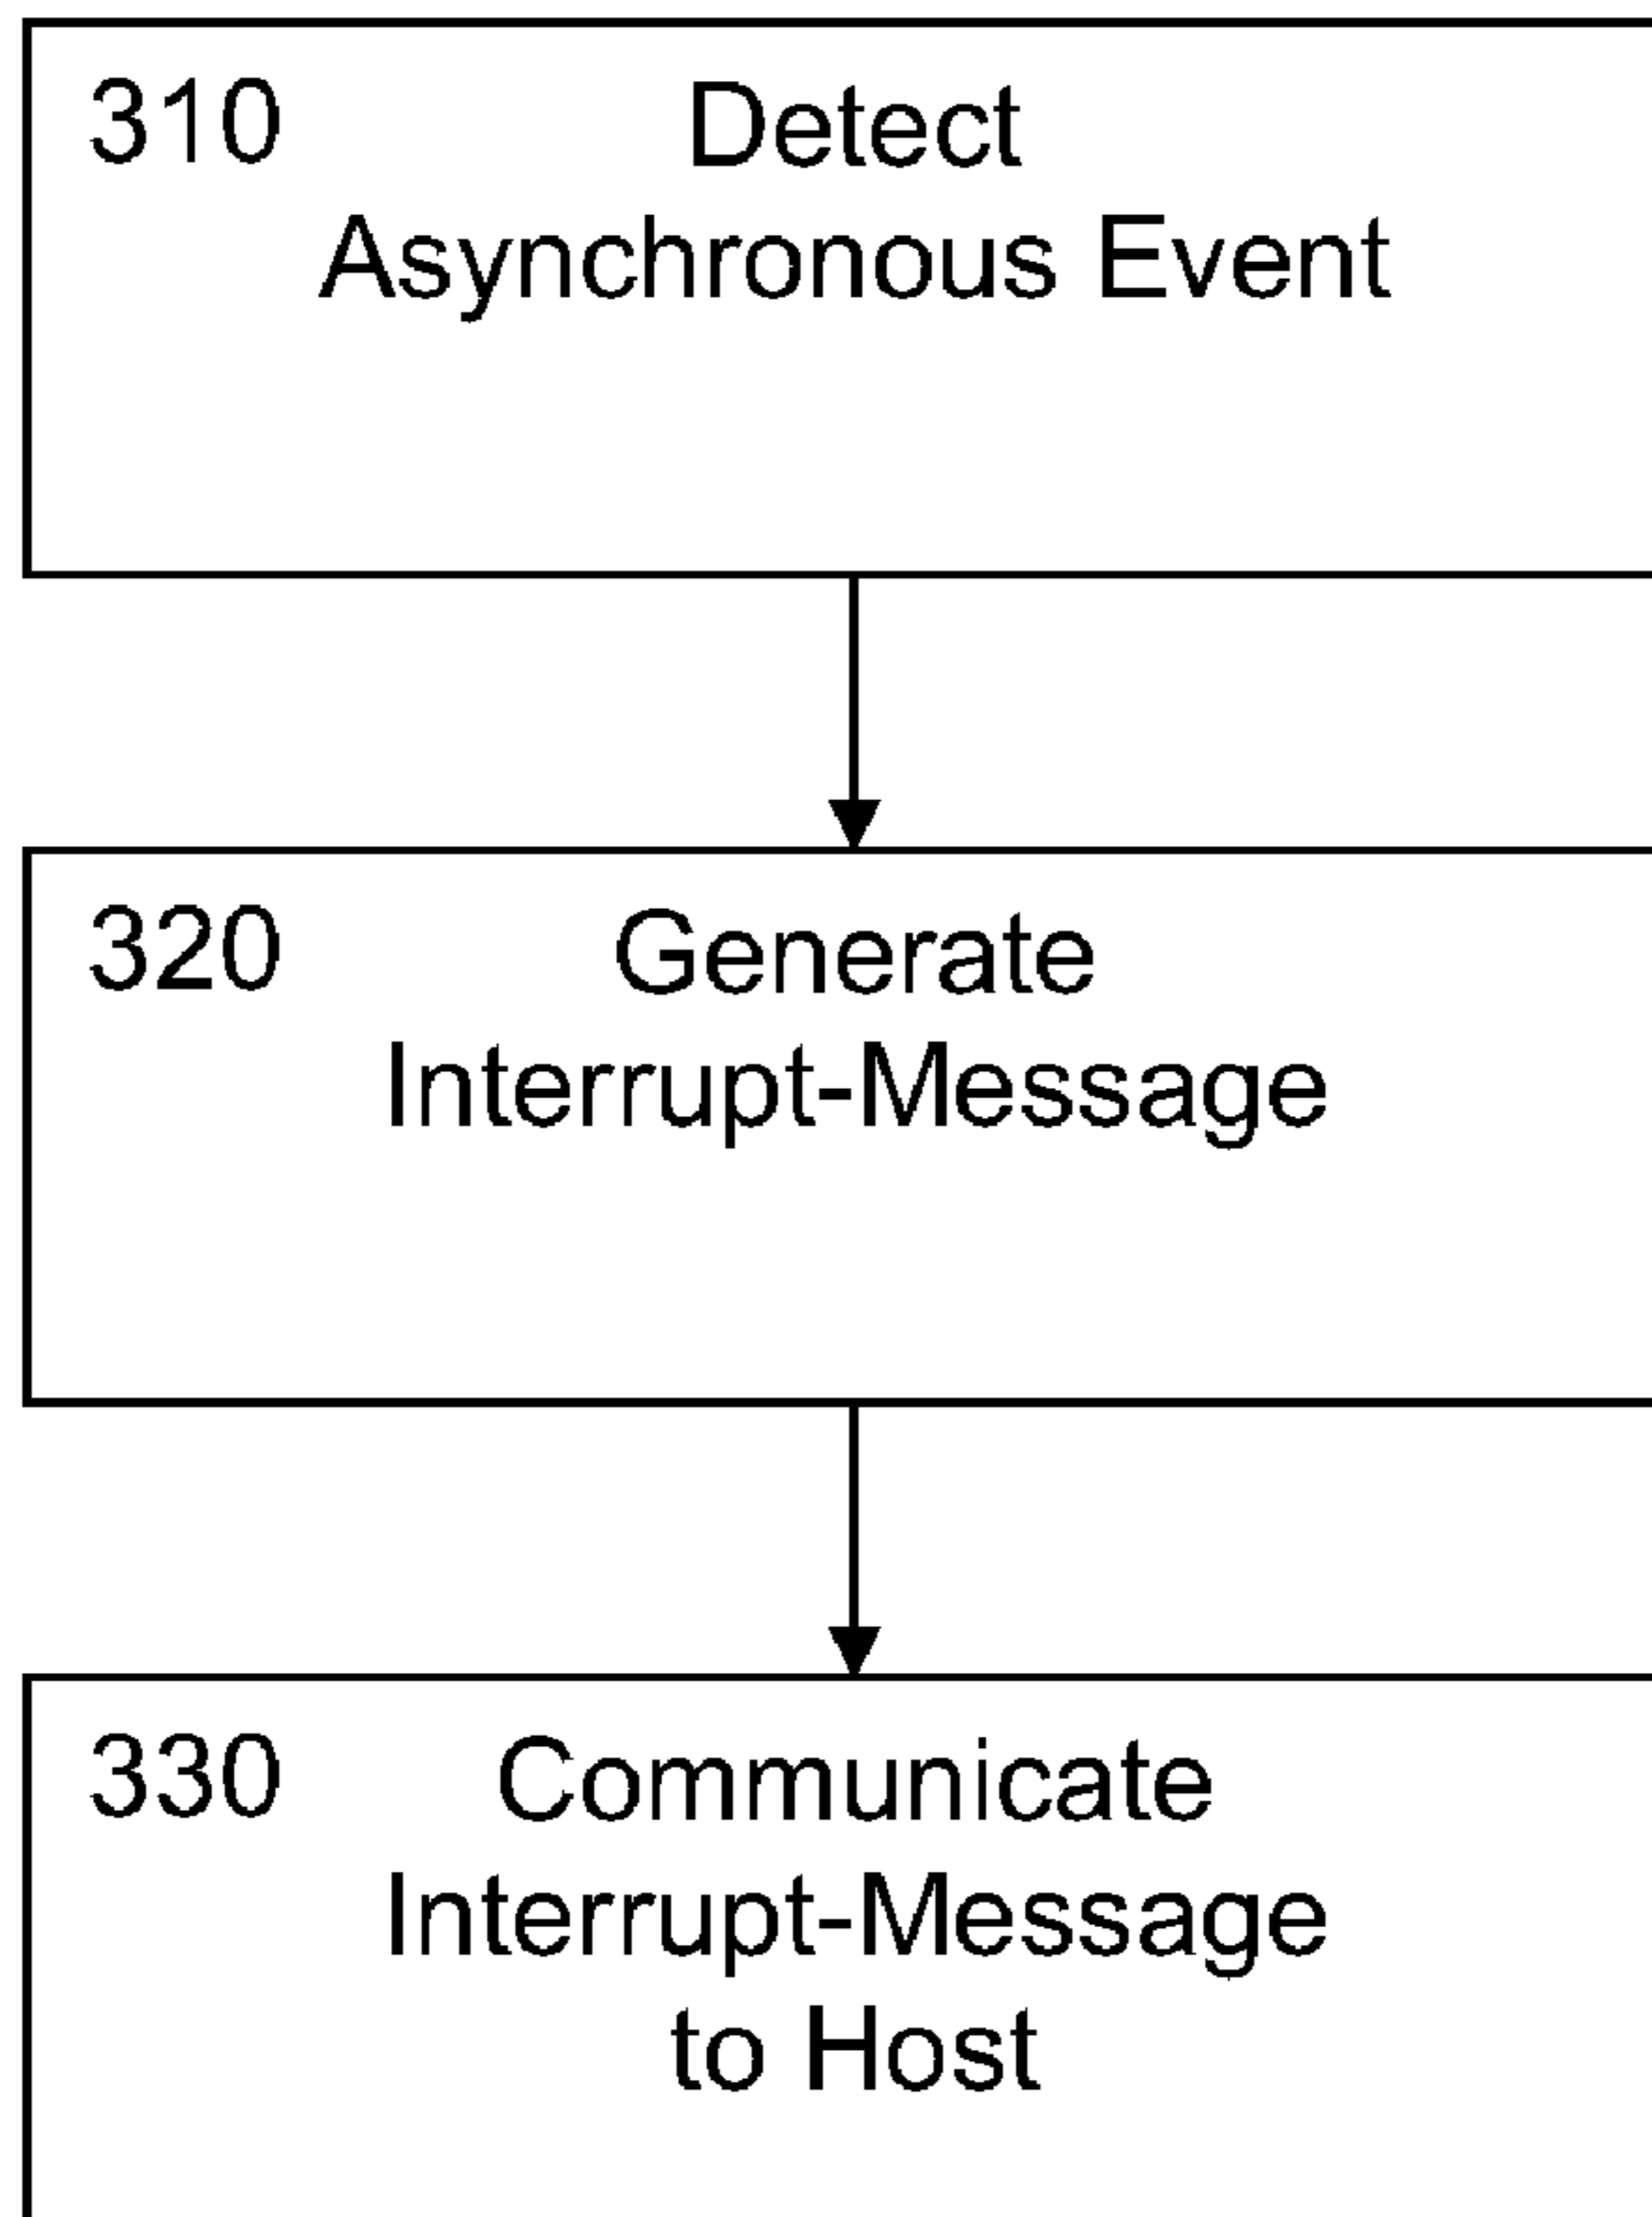 310 Detect
Asynchronous Event
320 Generate
Interrupt-Message
330 Communicate
Interrupt-Message
to Host